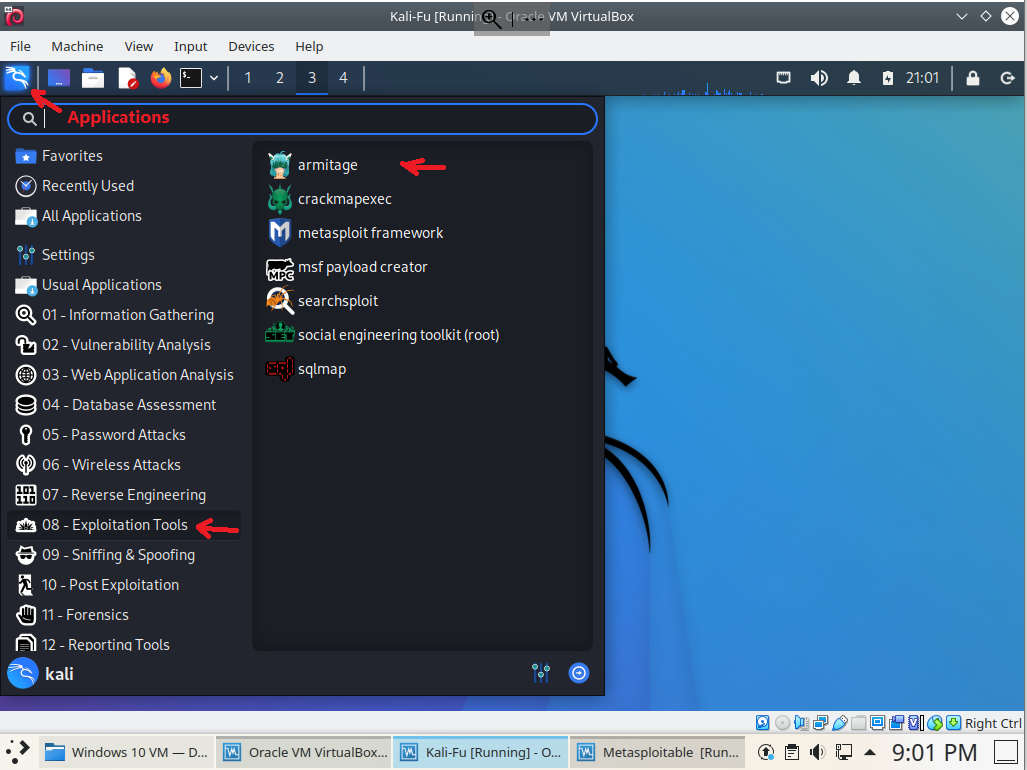 Kali-Fu [Running] - Oracle VM VirtualBox
File Machine View Input Devices Help
1 2 3 4 21:01
Applications
Favorites
Recently Used
All Applications
Settings
Usual Applications
01 - Information Gathering
02 - Vulnerability Analysis
03 - Web Application Analysis
04 - Database Assessment
05 - Password Attacks
06 - Wireless Attacks
07 - Reverse Engineering
08 - Exploitation Tools
09 - Sniffing & Spoofing
10 - Post Exploitation
11 - Forensics
12 - Reporting Tools
armitage
crackmapexec
metasploit framework
MPC msf payload creator
searchsploit
SET social engineering toolkit (root)
sql sqlmap
kali
Right Ctrl
Windows 10 VM — D... Oracle VM VirtualBox... Kali-Fu [Running] - O... Metasploitable [Run... 9:01 PM